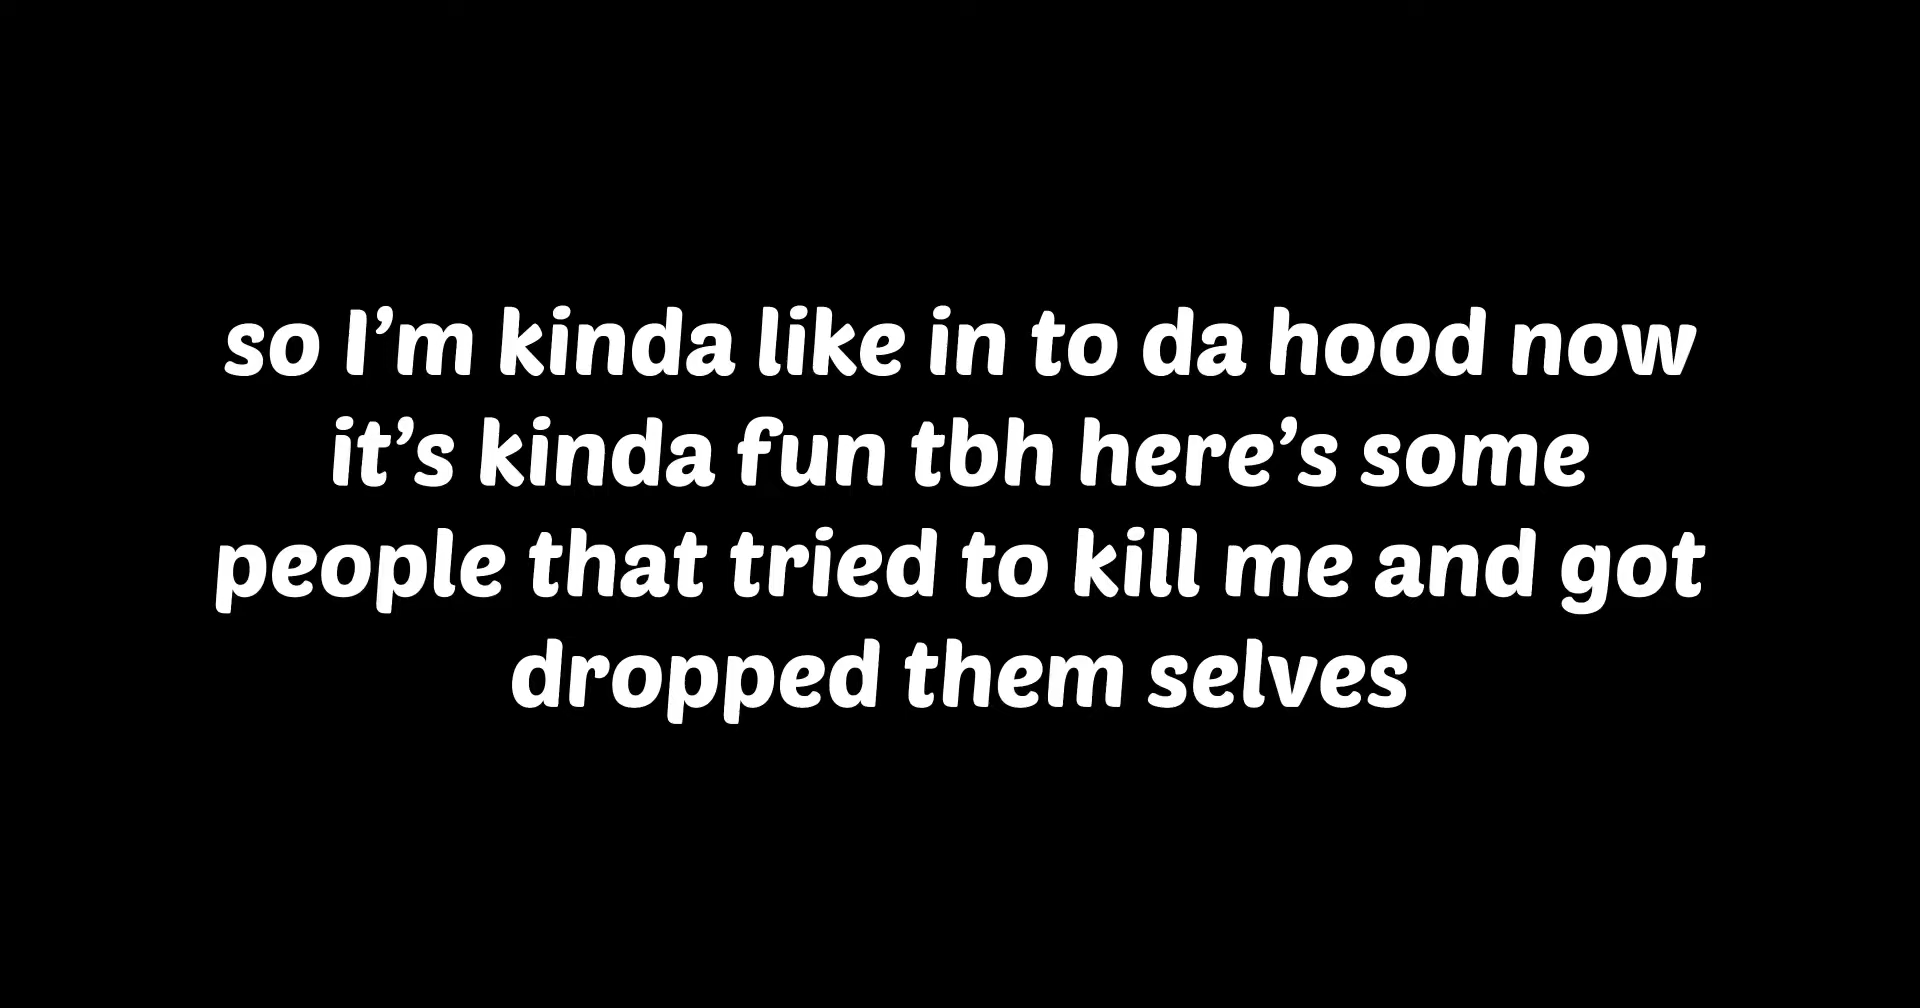 so I’m kinda like in to da hood now
it’s kinda fun tbh here’s some
people that tried to kill me and got
dropped them selves